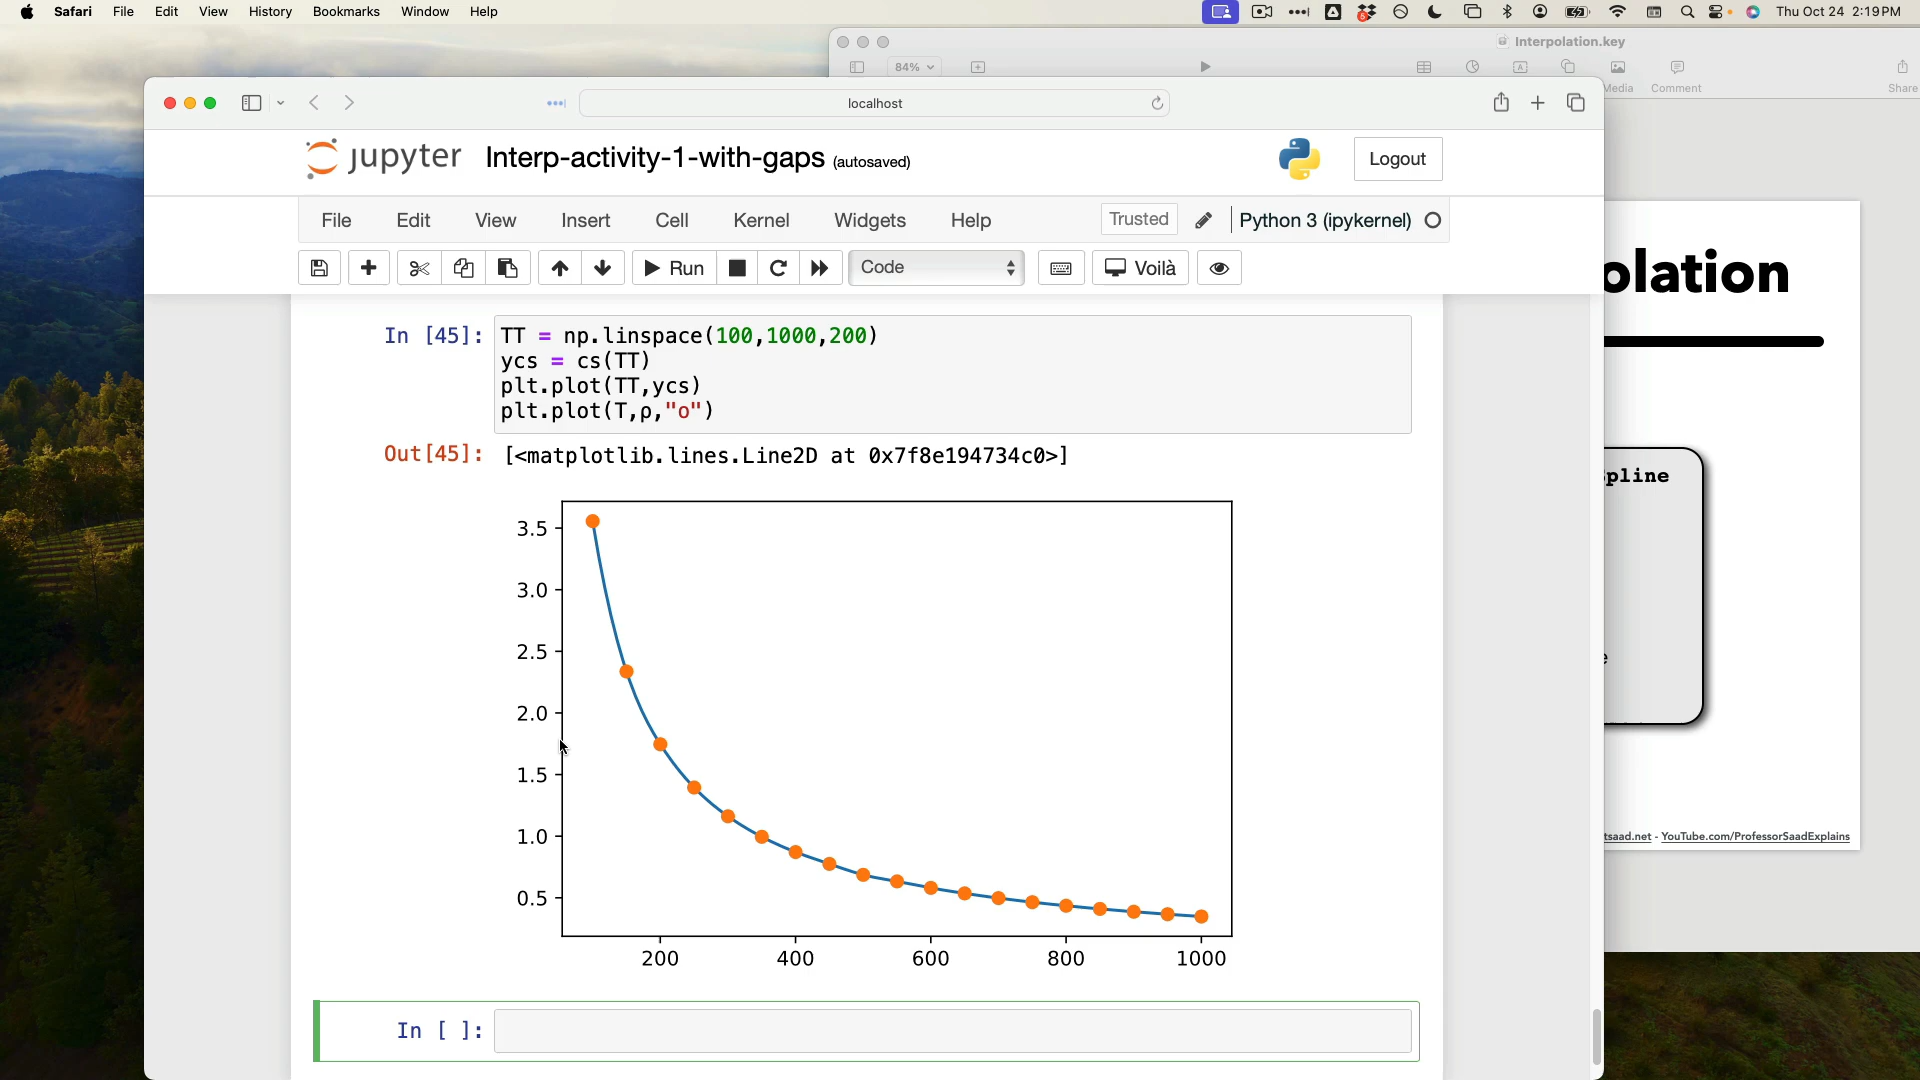 Safari File Edit View History Bookmarks Window Help Thu Oct 24 2:19 PM
Interpolation.key
84%
Media Comment Share
localhost
jupyter Interp-activity-1-with-gaps (autosaved) Logout
File Edit View Insert Cell Kernel Widgets Help Trusted Python 3 (ipykernel)
Run Code Voilà
olation
In [45]: TT = np.linspace(100,1000,200)
ycs = cs(TT)
plt.plot(TT,ycs)
plt.plot(T,ρ,"o")
Out[45]: [<matplotlib.lines.Line2D at 0x7f8e194734c0>]
Spline
3.5
3.0
2.5
2.0
1.5
1.0
0.5
200 400 600 800 1000
tsaad.net - YouTube.com/ProfessorSaadExplains
In [ ]: